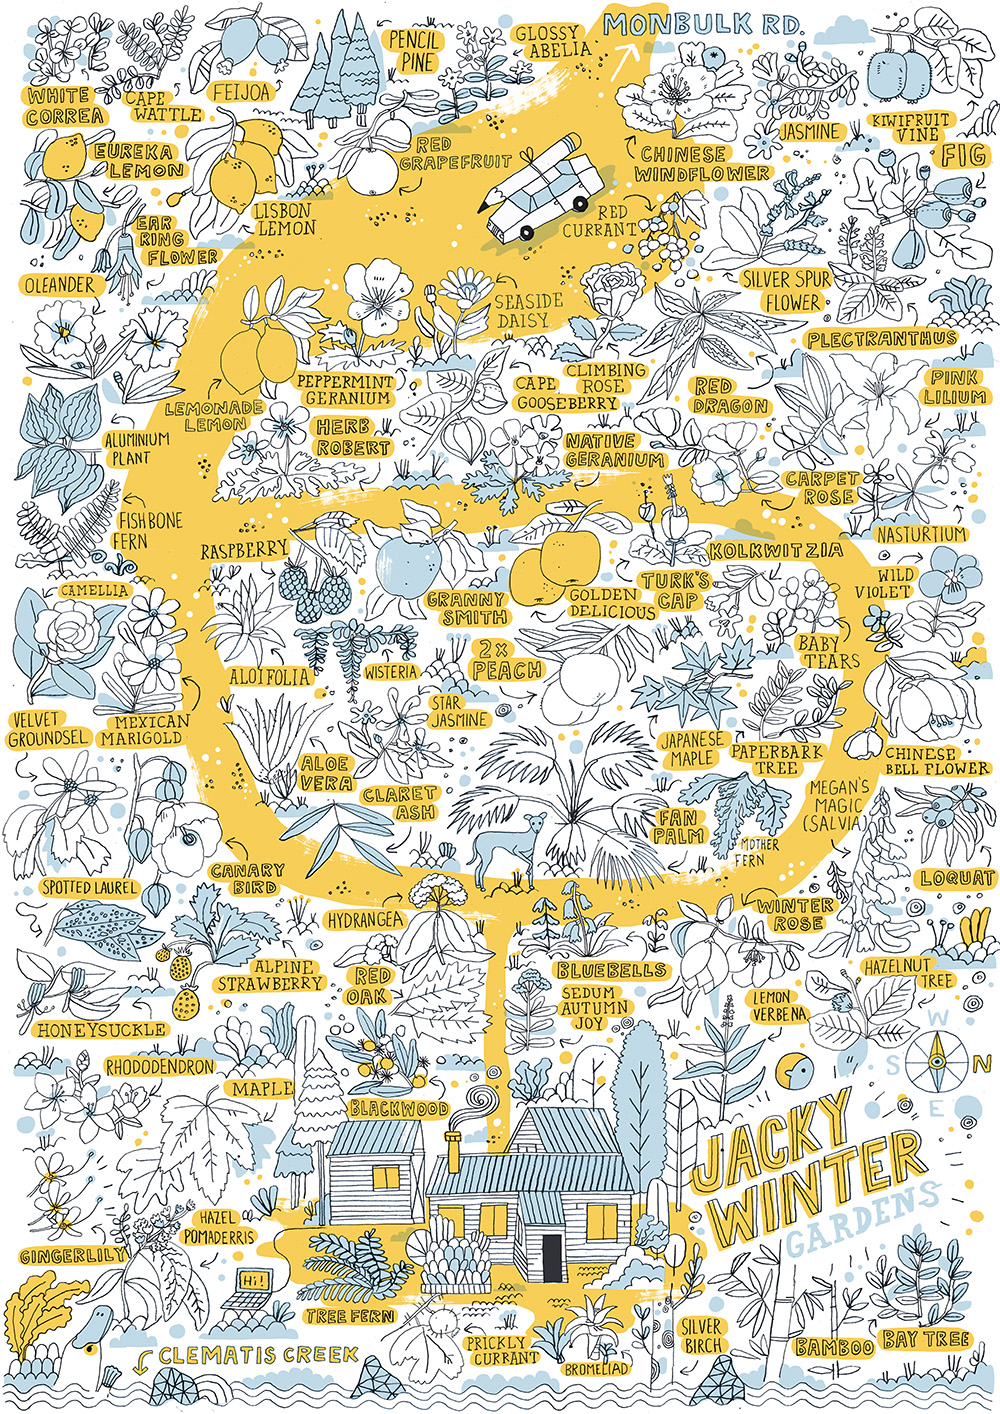 MONBULK RD.
PENCIL
PINE
GLOSSY
ABELIA
WHITE
CORREA
CAPE
WATTLE
FEIJOA
JASMINE
KIWIFRUIT
VINE
FIG
EUREKA
LEMON
RED
GRAPEFRUIT
CHINESE
WINDFLOWER
LISBON
LEMON
RED
CURRANT
EAR
RING
FLOWER
OLEANDER
SILVER SPUR
FLOWER
SEASIDE
DAISY
PLECTRANTHUS
PEPPERMINT
GERANIUM
CLIMBING
ROSE
CAPE
GOOSEBERRY
RED
DRAGON
PINK
LILIUM
LEMONADE
LEMON
HERB
ROBERT
NATIVE
GERANIUM
ALUMINIUM
PLANT
CARPET
ROSE
FISHBONE
FERN
NASTURTIUM
RASPBERRY
KOLKWITZIA
CAMELLIA
GRANNY
SMITH
GOLDEN
DELICIOUS
TURK'S
CAP
WILD
VIOLET
ALOIFOLIA
WISTERIA
2X
PEACH
BABY
TEARS
VELVET
GROUNDSEL
MEXICAN
MARIGOLD
STAR
JASMINE
JAPANESE
MAPLE
PAPERBARK
TREE
CHINESE
BELL FLOWER
ALOE
VERA
CLARET
ASH
MEGAN'S
MAGIC
(SALVIA)
FAN
PALM
MOTHER
FERN
SPOTTED LAUREL
CANARY
BIRD
LOQUAT
HYDRANGEA
WINTER
ROSE
ALPINE
STRAWBERRY
RED
OAK
BLUEBELLS
HAZELNUT
TREE
HONEYSUCKLE
SEDUM
AUTUMN
JOY
LEMON
VERBENA
W
S
N
E
RHODODENDRON
MAPLE
BLACKWOOD
JACKY
WINTER
GARDENS
HAZEL
POMADERRIS
GINGERLILY
Hi!
TREE FERN
PRICKLY
CURRANT
BROMELIAD
SILVER
BIRCH
BAMBOO
BAY TREE
CLEMATIS CREEK